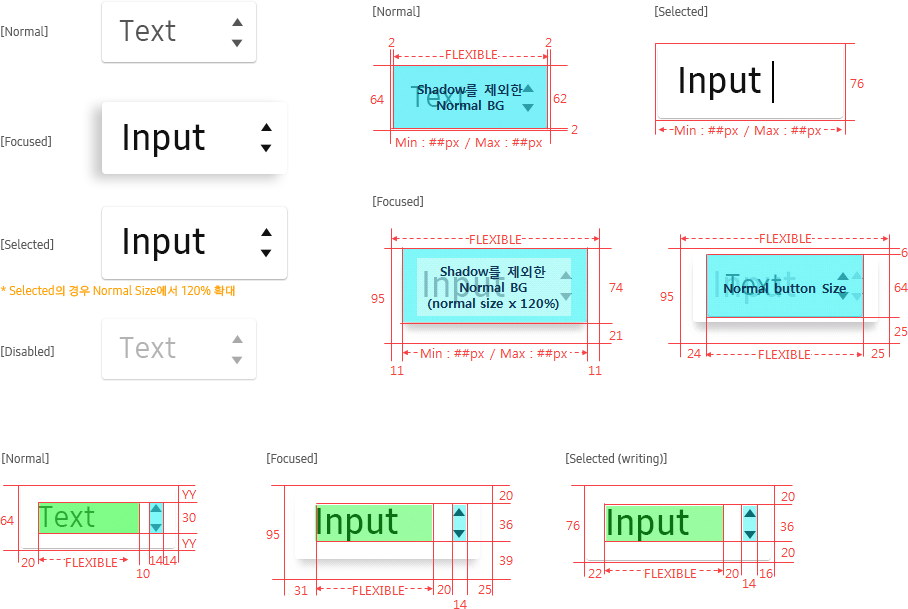 [Normal]
Text
[Focused]
Input
[Selected]
Input
* Selected의 경우 Normal Size에서 120% 확대
[Disabled]
Text
[Normal]
2
2
FLEXIBLE
64
Text
Shadow를 제외한
Normal BG
62
2
Min : ##px / Max : ##px
[Selected]
Input
76
Min : ##px / Max : ##px
[Focused]
FLEXIBLE
95
Input
Shadow를 제외한
Normal BG
(normal size x 120%)
74
21
Min : ##px / Max : ##px
11
11
FLEXIBLE
6
95
Input
Text
Normal button Size
64
25
24
FLEXIBLE
25
[Normal]
YY
64
Text
30
YY
20
FLEXIBLE
10
14
14
[Focused]
20
95
Input
36
39
31
FLEXIBLE
20
14
25
[Selected (writing)]
20
76
Input
36
20
22
FLEXIBLE
20
14
16